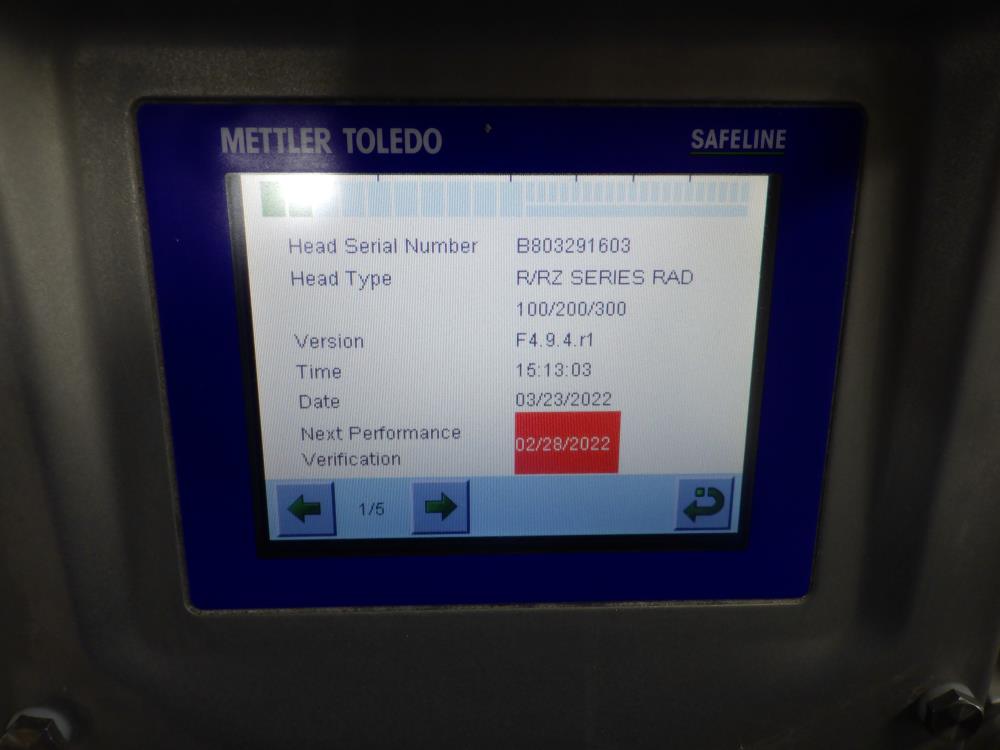 METTLER TOLEDO SAFELINE
Head Serial Number B803291603
Head Type R/RZ SERIES RAD
100/200/300
Version F4.9.4.r1
Time 15:13:03
Date 03/23/2022
Next Performance
02/28/2022
Verification
1/5